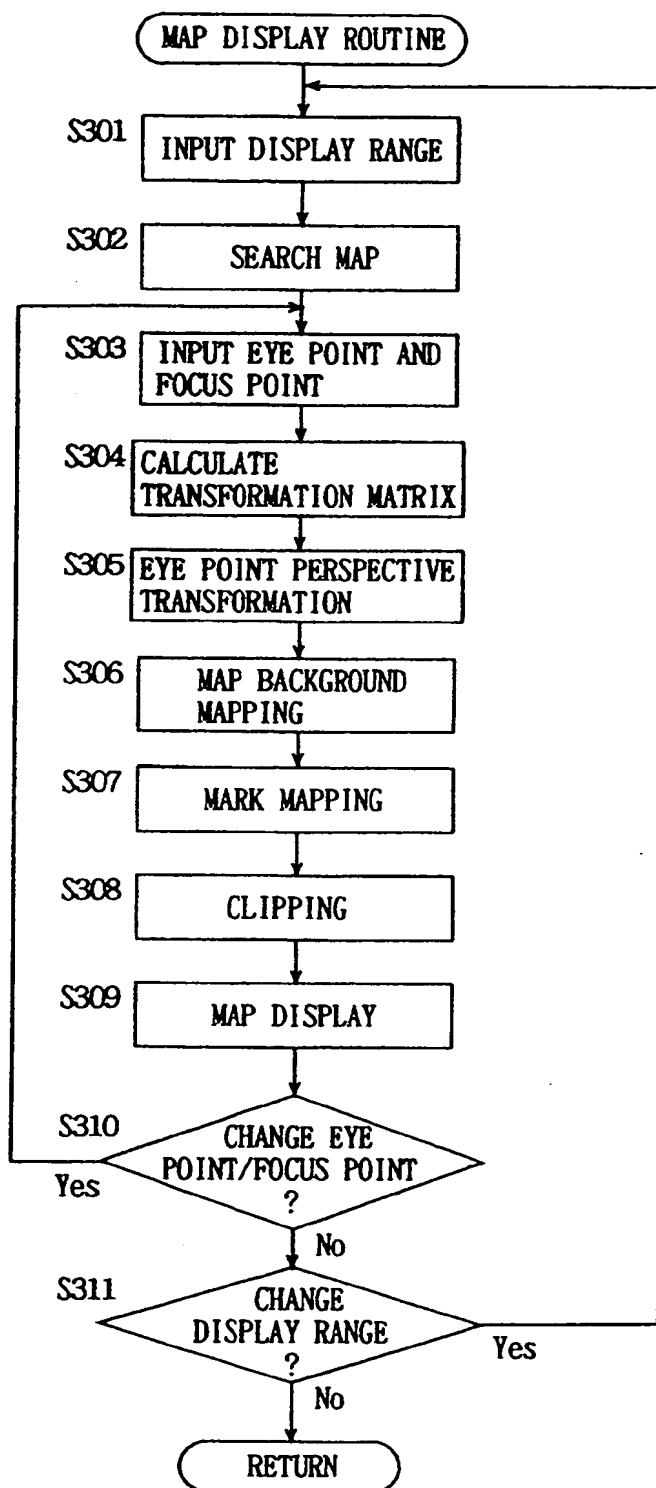 MAP DISPLAY ROUTINE
S301
INPUT DISPLAY RANGE
S302
SEARCH MAP
S303
INPUT EYE POINT AND
FOCUS POINT
S304
CALCULATE
TRANSFORMATION MATRIX
S305
EYE POINT PERSPECTIVE
TRANSFORMATION
S306
MAP BACKGROUND
MAPPING
S307
MARK MAPPING
S308
CLIPPING
S309
MAP DISPLAY
S310
CHANGE EYE
POINT/FOCUS POINT
?
Yes
No
S311
CHANGE
DISPLAY RANGE
?
Yes
No
RETURN